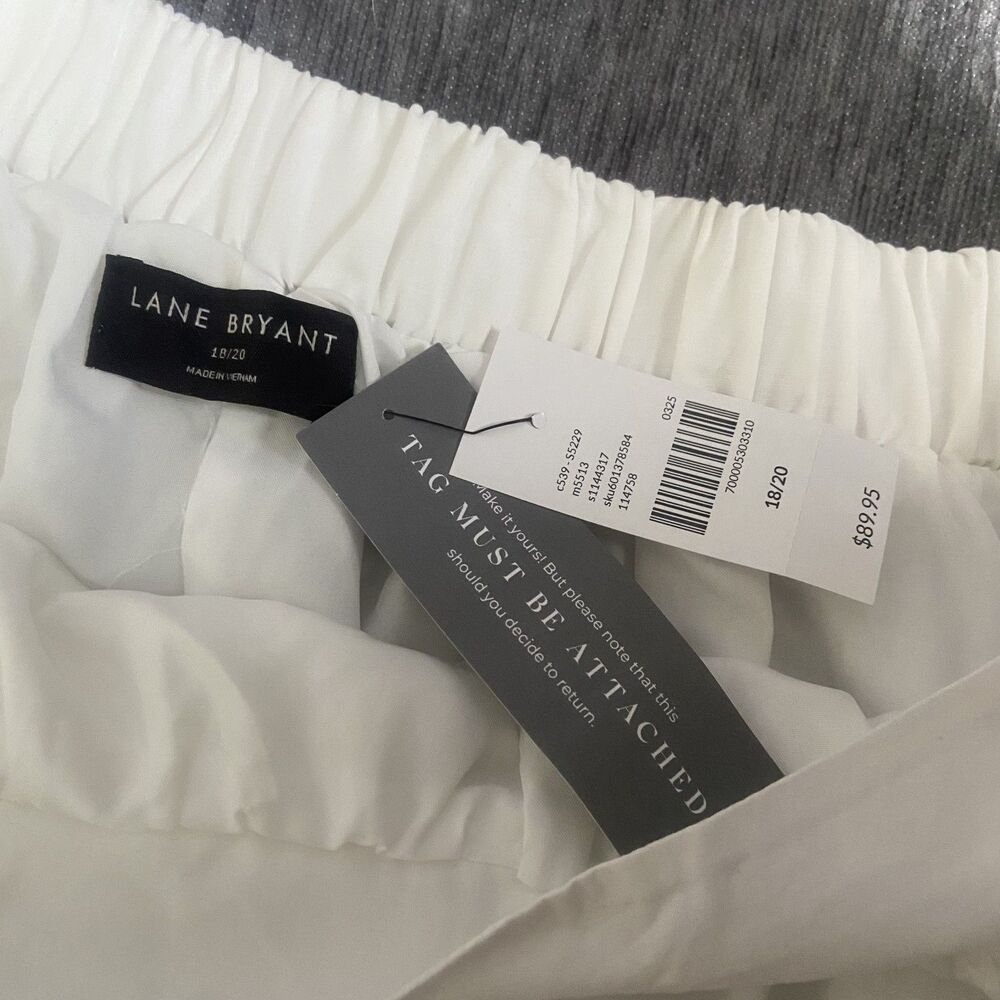 LANE BRYANT
18/20
MADE IN VIETNAM
c539 - S5229
m5513
s1144317
sku601378584
114758
0325
700005303310
18/20
$89.95
Make it yours! But please note that this
TAG MUST BE ATTACHED
should you decide to return.